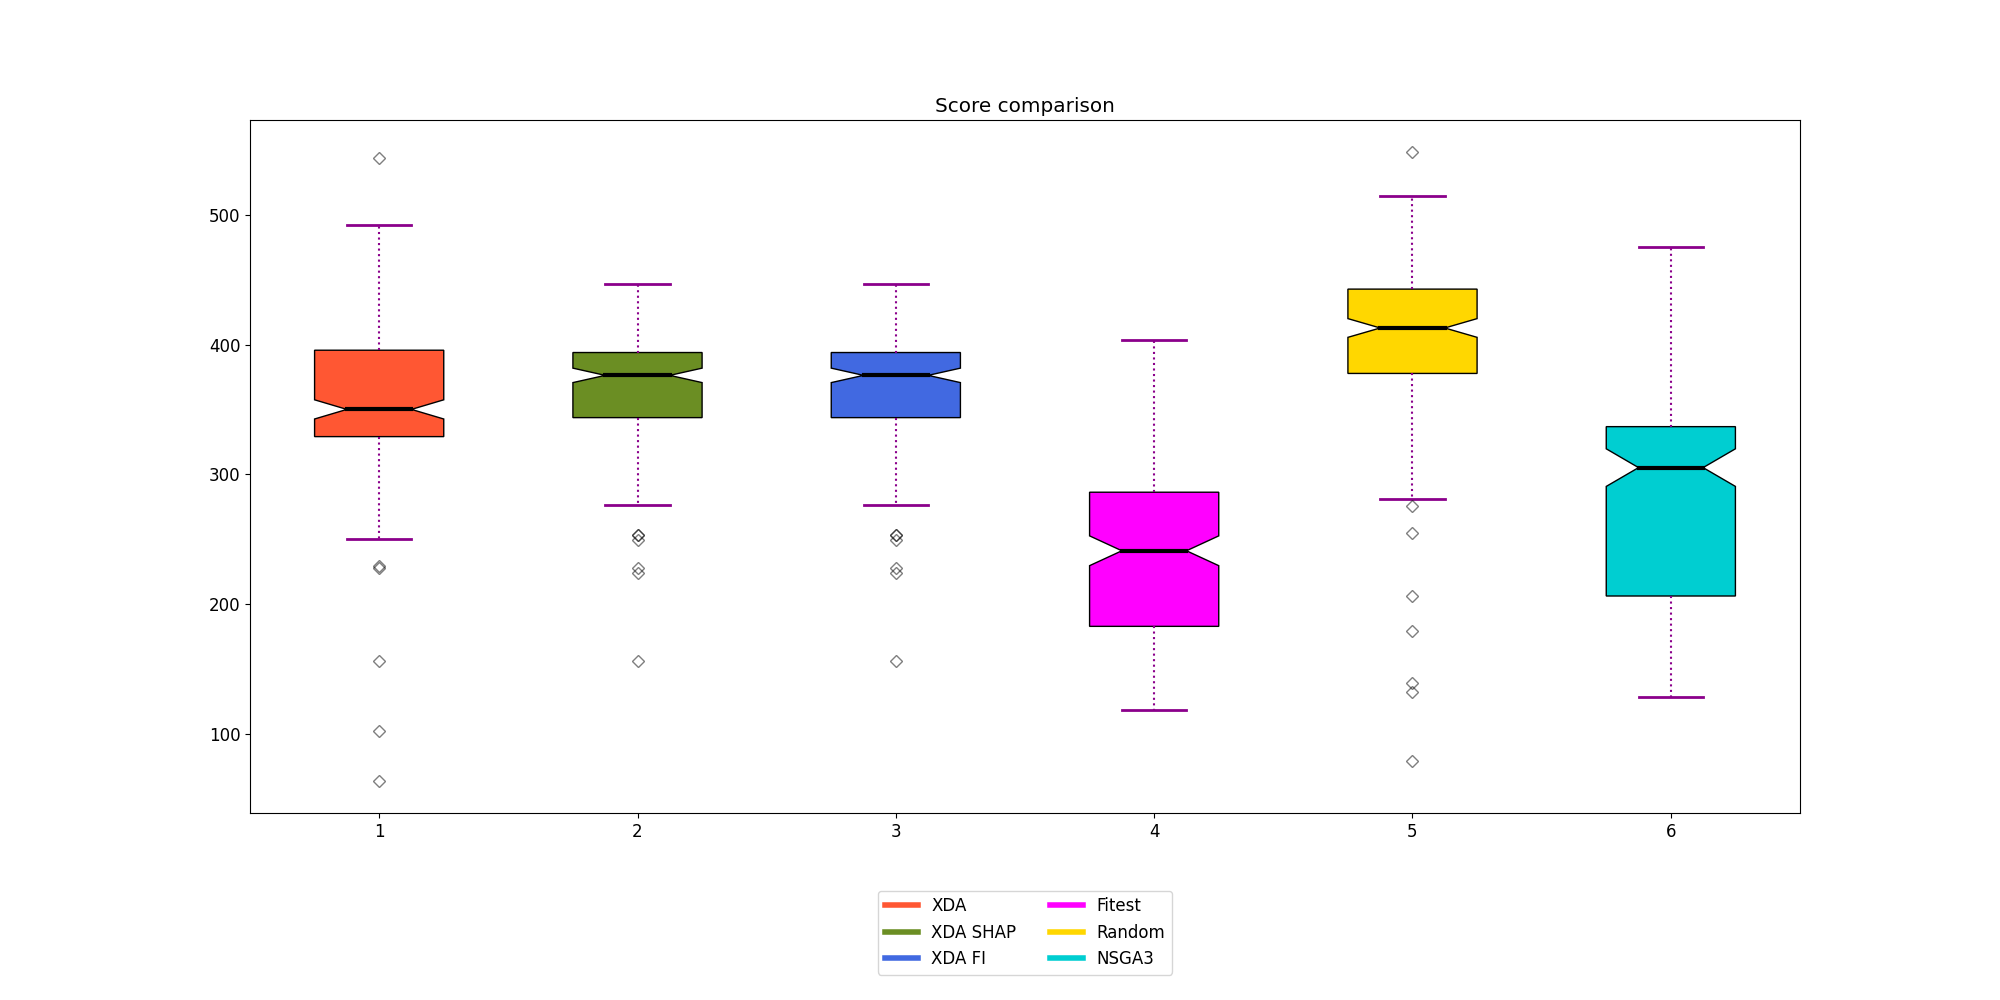 Score comparison
500
400
300
200
100
1 2 3 4 5 6
XDA Fitest
XDA SHAP Random
XDA FI NSGA3